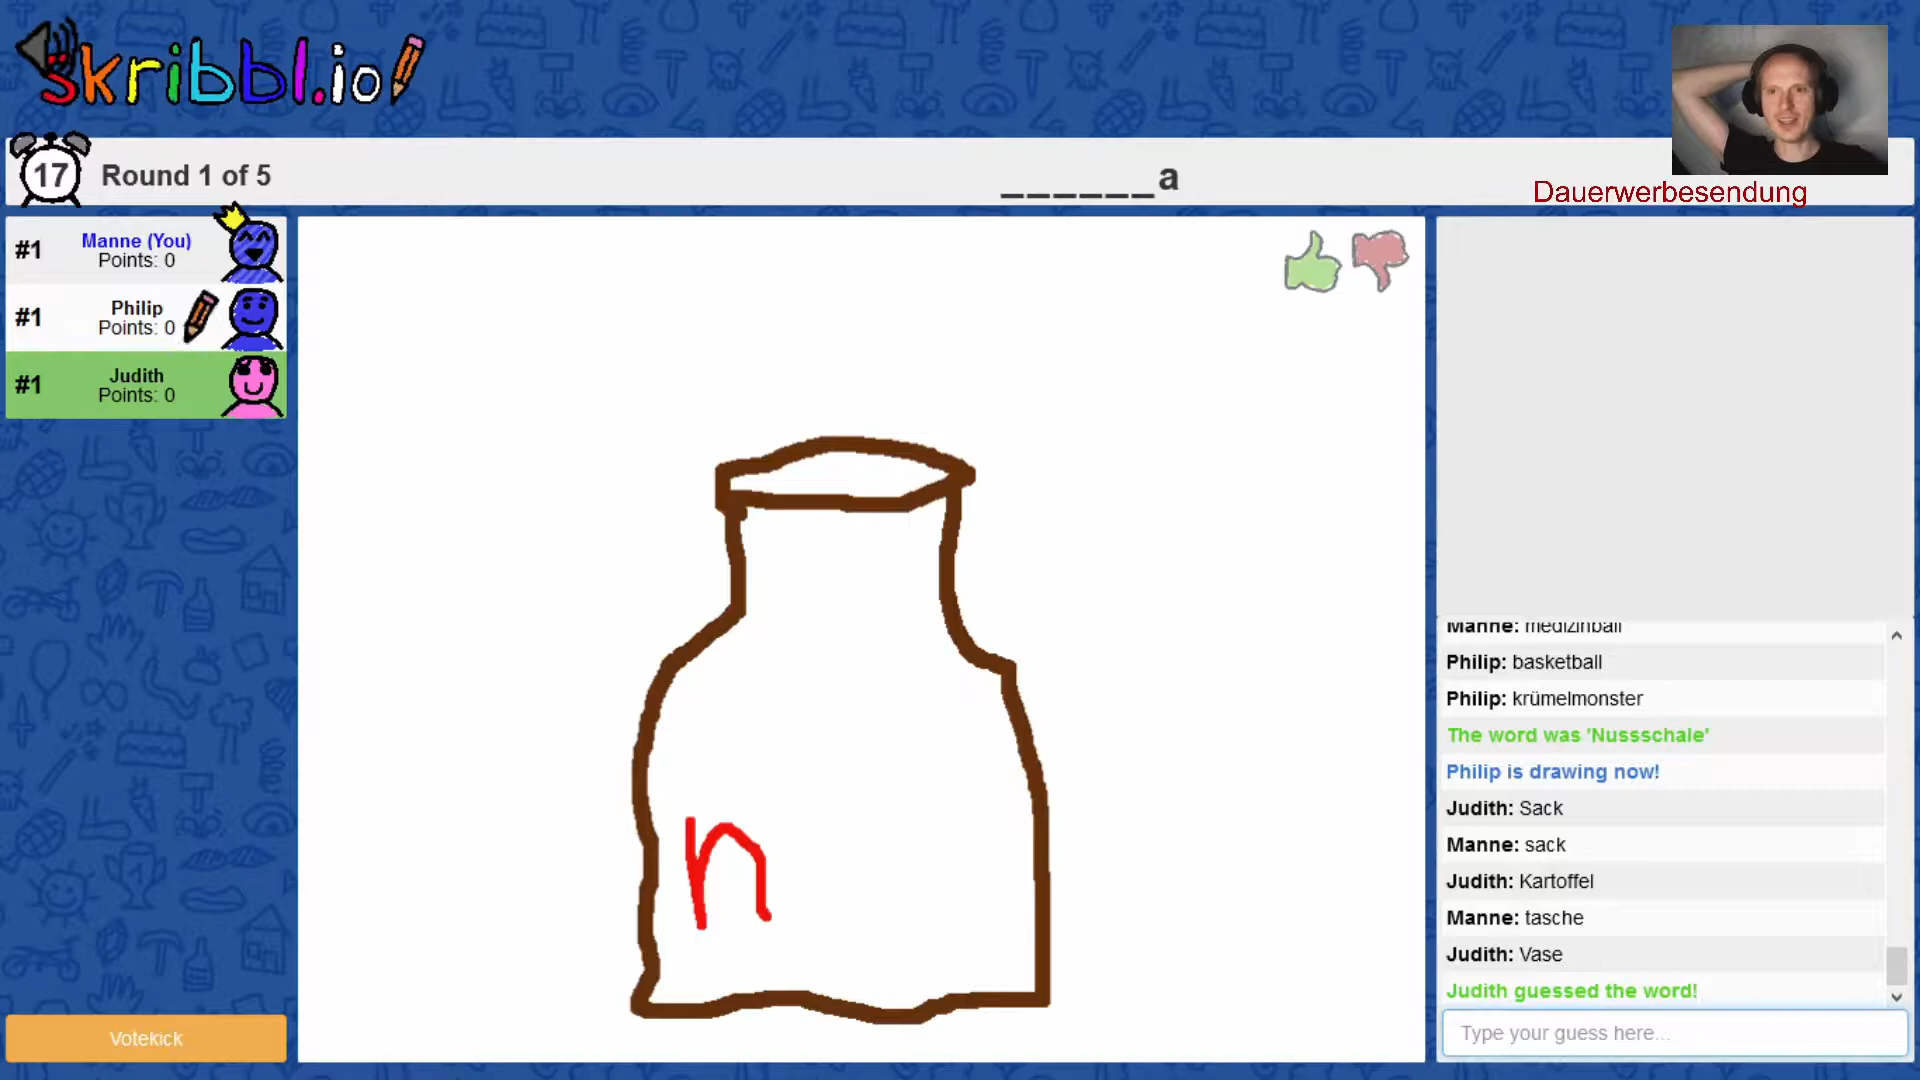 skribbl.io
17
Round 1 of 5
______a
Dauerwerbesendung
#1
Manne (You)
Points: 0
#1
Philip
Points: 0
#1
Judith
Points: 0
n
Manne: medizinball
Philip: basketball
Philip: krümelmonster
The word was 'Nussschale'
Philip is drawing now!
Judith: Sack
Manne: sack
Judith: Kartoffel
Manne: tasche
Judith: Vase
Judith guessed the word!
Votekick
Type your guess here...